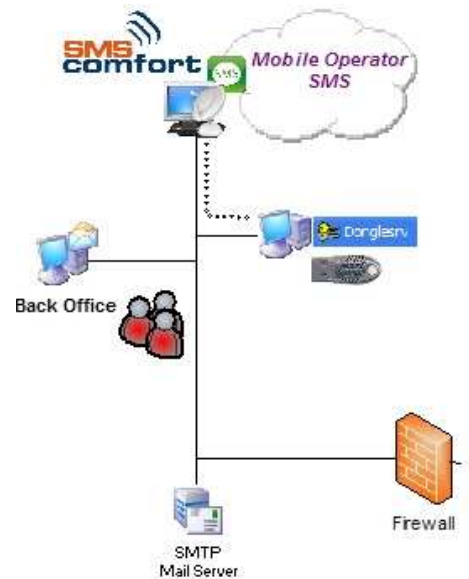 SMS
comfort
SMS
Mobile Operator
SMS
Donglesrv
Back Office
Firewall
SMTP
Mail Server